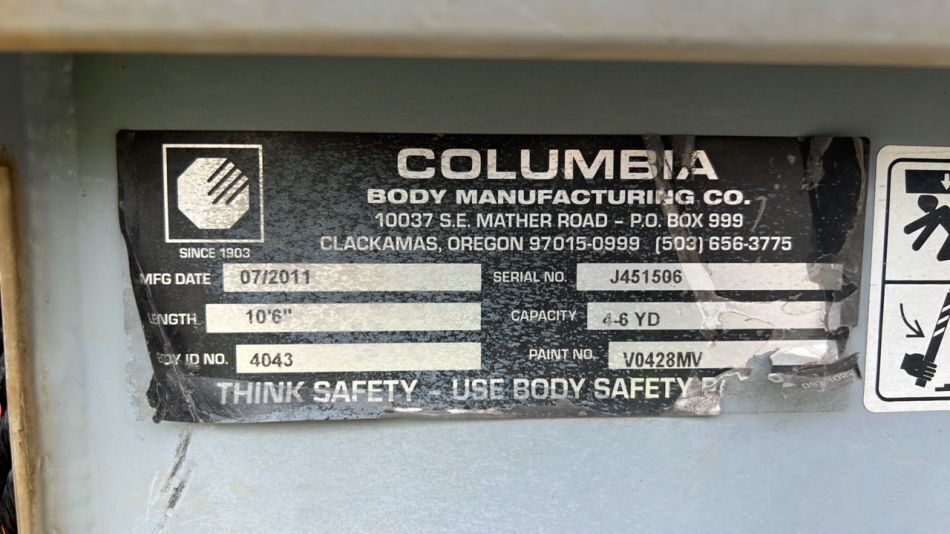 COLUMBIA
BODY MANUFACTURING CO.
10037 S.E. MATHER ROAD – P.O. BOX 999
CLACKAMAS, OREGON 97015-0999 (503) 656-3775
SINCE 1903
MFG DATE 07/2011 SERIAL NO. J451506
LENGTH 10'6" CAPACITY 4-6 YD
BODY ID NO. 4043 PAINT NO. V0428MV
THINK SAFETY - USE BODY SAFETY